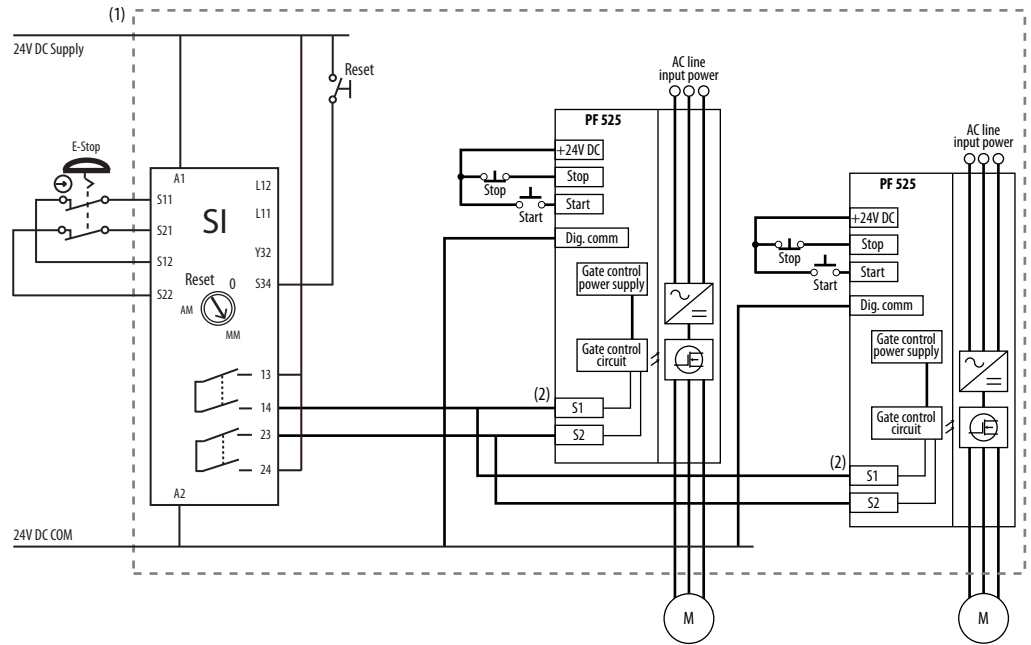 (1)
24V DC Supply
Reset
E-Stop
A1
L12
S11
SI
L11
S21
Y32
S12
Reset
0
S34
S22
AM
MM
13
14
23
24
A2
24V DC COM
AC line
input power
PF 525
+24V DC
Stop
Stop
Start
Start
Dig. comm
Gate control
power supply
Gate control
circuit
(2)
S1
S2
M
AC line
input power
PF 525
+24V DC
Stop
Stop
Start
Start
Dig. comm
Gate control
power supply
Gate control
circuit
(2)
S1
S2
M